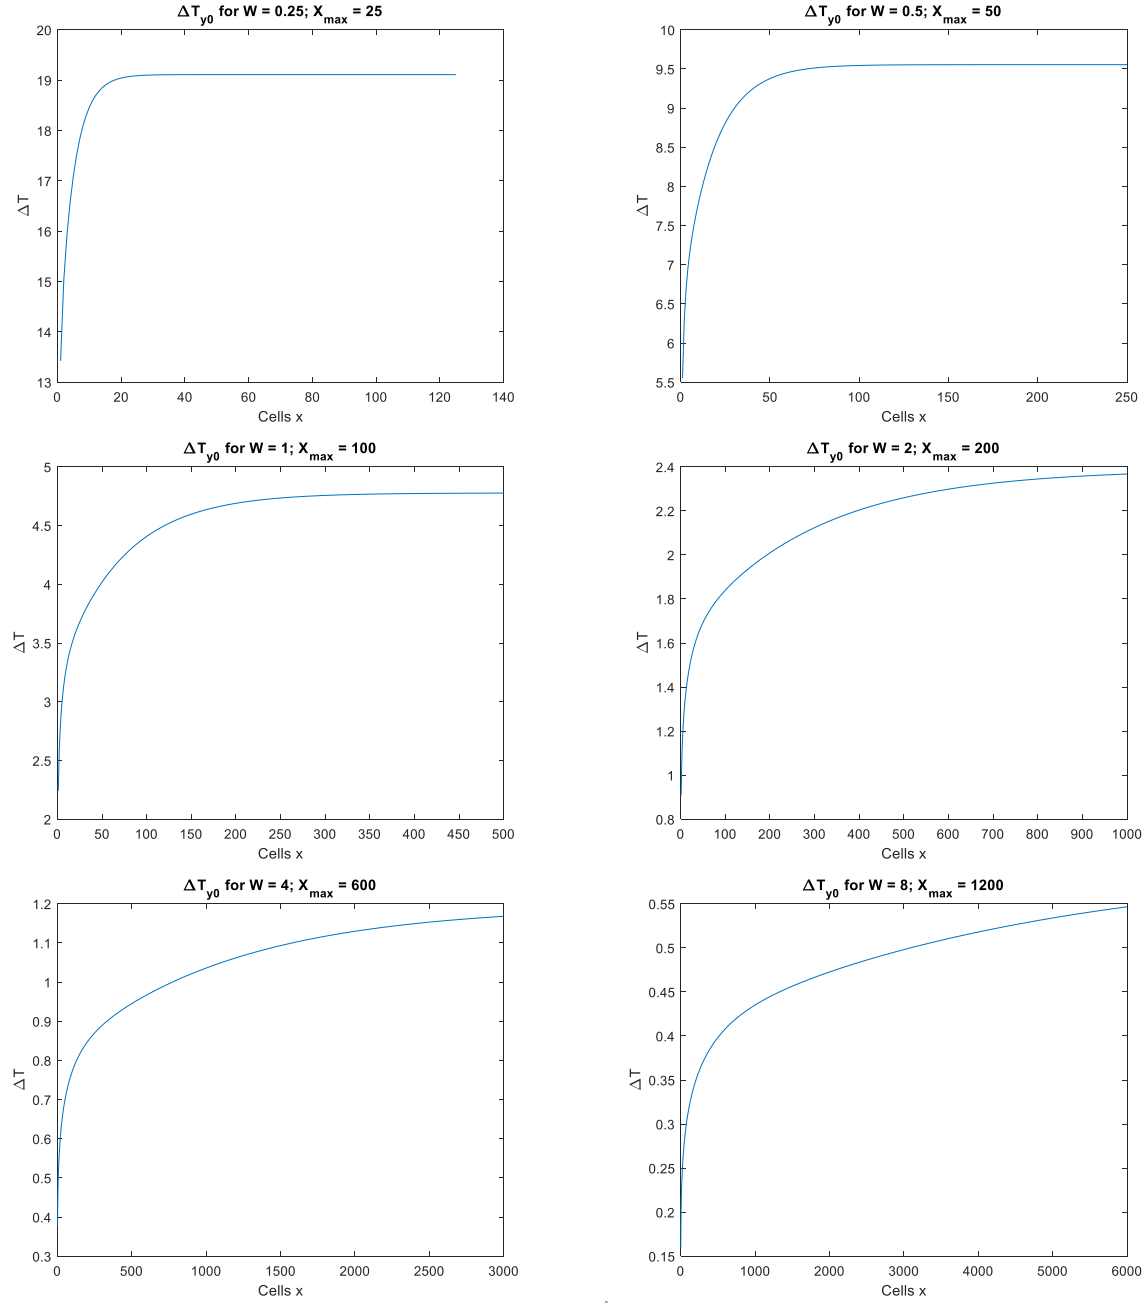 ΔT_y0 for W = 0.25; X_max = 25
20
19
18
17
16
15
14
13
ΔT
0 20 40 60 80 100 120 140
Cells x
ΔT_y0 for W = 0.5; X_max = 50
10
9.5
9
8.5
8
7.5
7
6.5
6
5.5
ΔT
0 50 100 150 200 250
Cells x
ΔT_y0 for W = 1; X_max = 100
5
4.5
4
3.5
3
2.5
2
ΔT
0 50 100 150 200 250 300 350 400 450 500
Cells x
ΔT_y0 for W = 2; X_max = 200
2.4
2.2
2
1.8
1.6
1.4
1.2
1
0.8
ΔT
0 100 200 300 400 500 600 700 800 900 1000
Cells x
ΔT_y0 for W = 4; X_max = 600
1.2
1.1
1
0.9
0.8
0.7
0.6
0.5
0.4
0.3
ΔT
0 500 1000 1500 2000 2500 3000
Cells x
ΔT_y0 for W = 8; X_max = 1200
0.55
0.5
0.45
0.4
0.35
0.3
0.25
0.2
0.15
ΔT
0 1000 2000 3000 4000 5000 6000
Cells x